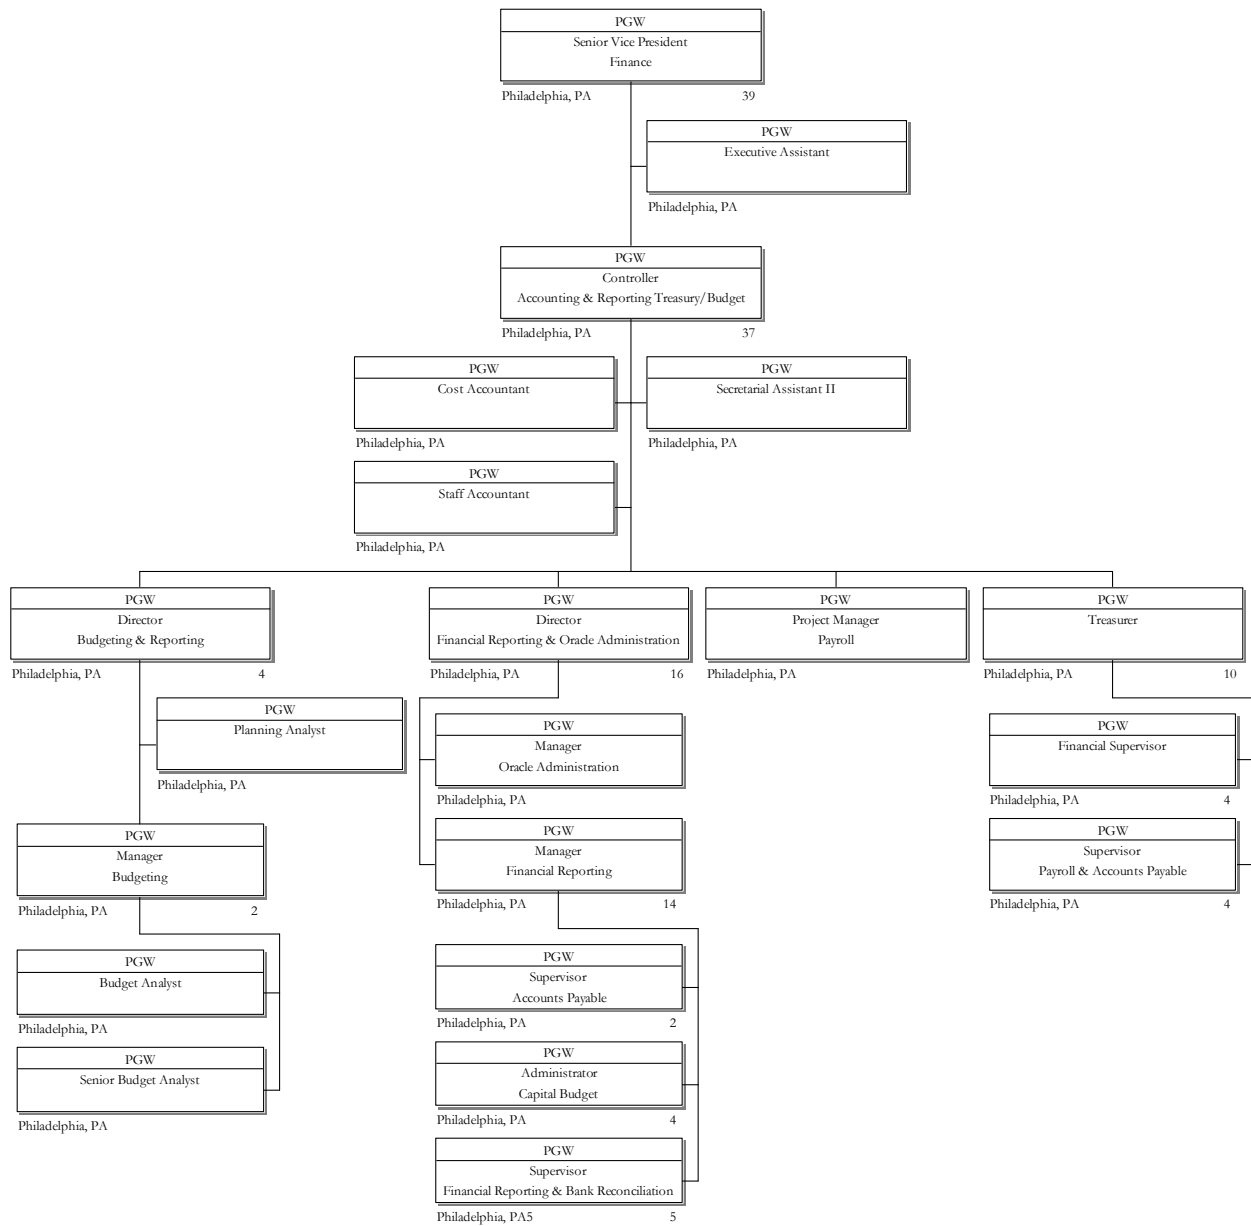 PGW
Senior Vice President
Finance
Philadelphia, PA 39
PGW
Executive Assistant
Philadelphia, PA
PGW
Controller
Accounting & Reporting Treasury/Budget
Philadelphia, PA 37
PGW
Cost Accountant
Philadelphia, PA
PGW
Secretarial Assistant II
Philadelphia, PA
PGW
Staff Accountant
Philadelphia, PA
PGW
Director
Budgeting & Reporting
Philadelphia, PA 4
PGW
Director
Financial Reporting & Oracle Administration
Philadelphia, PA 16
PGW
Project Manager
Payroll
Philadelphia, PA
PGW
Treasurer
Philadelphia, PA 10
PGW
Planning Analyst
Philadelphia, PA
PGW
Manager
Budgeting
Philadelphia, PA 2
PGW
Budget Analyst
Philadelphia, PA
PGW
Senior Budget Analyst
Philadelphia, PA
PGW
Manager
Oracle Administration
Philadelphia, PA
PGW
Manager
Financial Reporting
Philadelphia, PA 14
PGW
Supervisor
Accounts Payable
Philadelphia, PA 2
PGW
Administrator
Capital Budget
Philadelphia, PA 4
PGW
Supervisor
Financial Reporting & Bank Reconciliation
Philadelphia, PA5 5
PGW
Financial Supervisor
Philadelphia, PA 4
PGW
Supervisor
Payroll & Accounts Payable
Philadelphia, PA 4